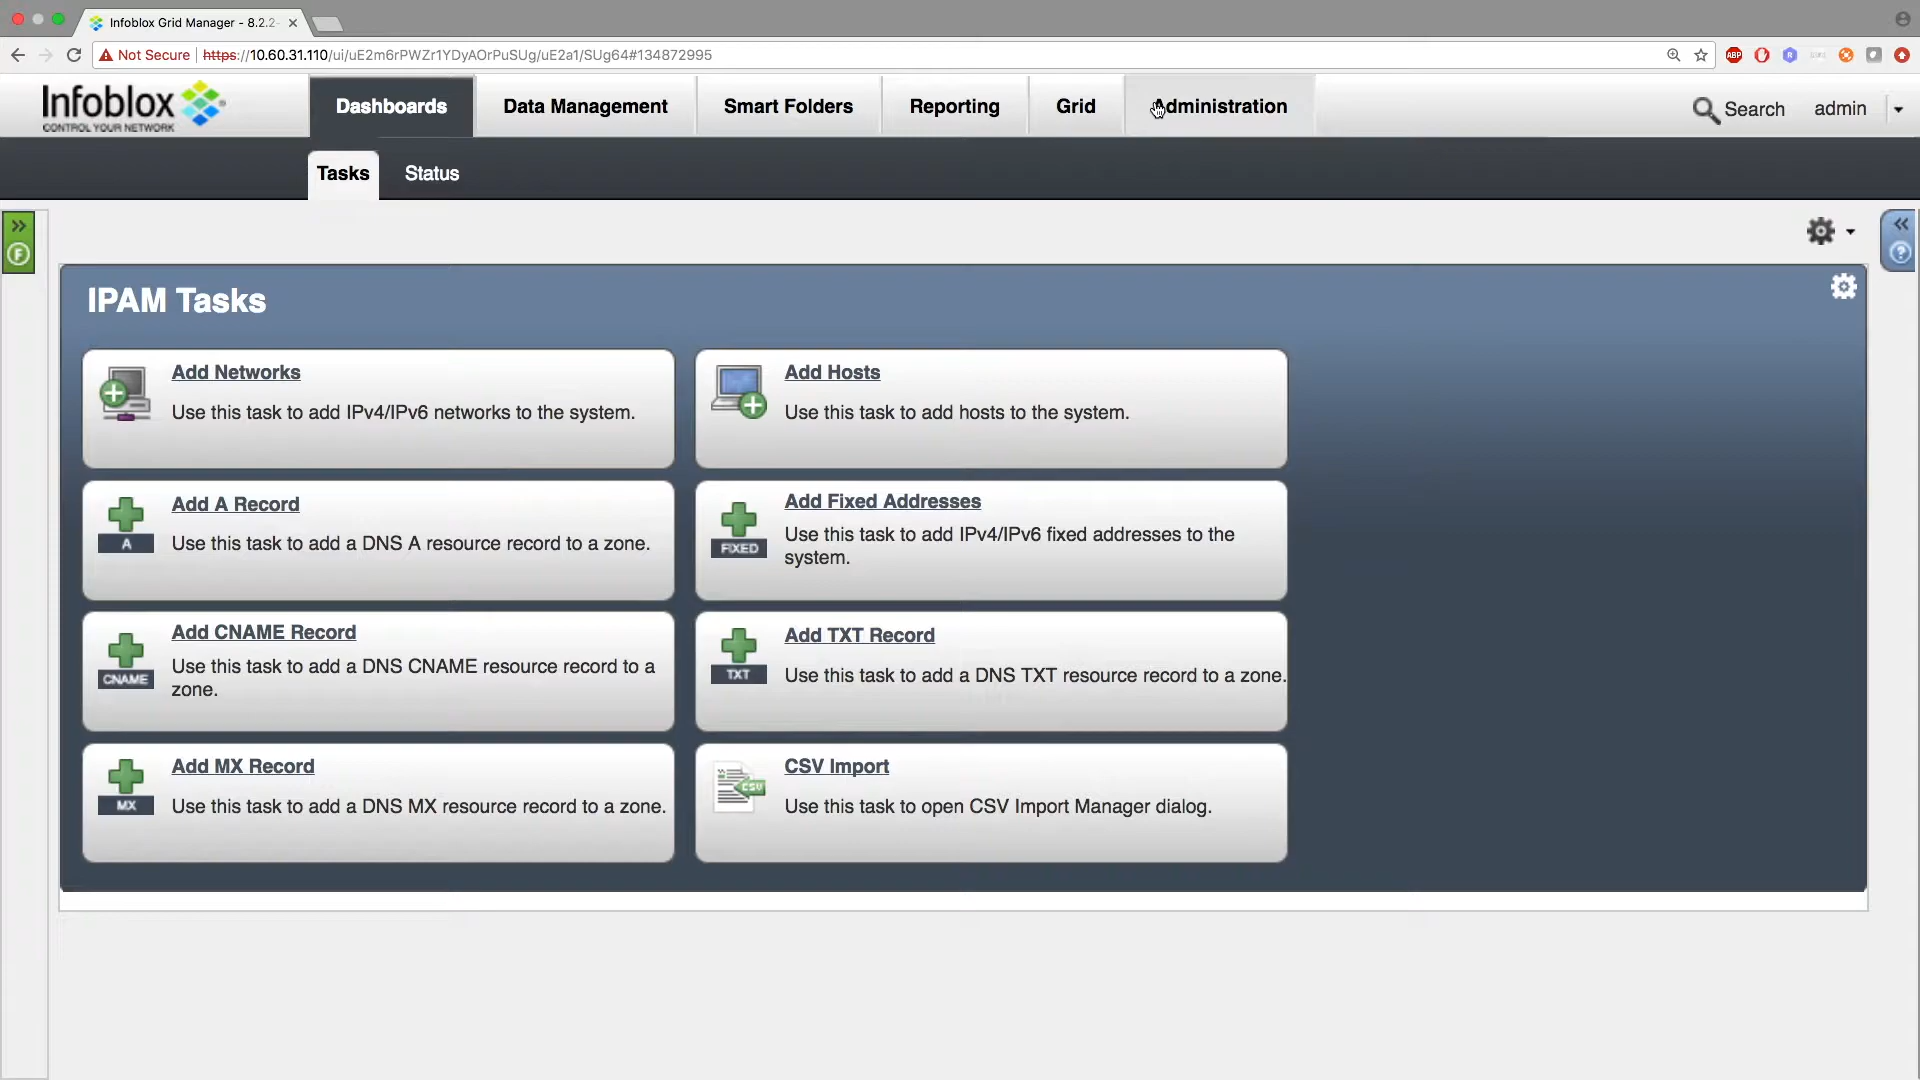 Infoblox Grid Manager - 8.2.2-
Not Secure
https://10.60.31.110/ui/uE2m6rPWZr1YDyAOrPuSUg/uE2a1/SUg64#134872995
ABP
Infoblox
CONTROL YOUR NETWORK
Dashboards
Data Management
Smart Folders
Reporting
Grid
Administration
Search
admin
Tasks
Status
F
?
IPAM Tasks
Add Networks
Use this task to add IPv4/IPv6 networks to the system.
Add Hosts
Use this task to add hosts to the system.
A
Add A Record
Use this task to add a DNS A resource record to a zone.
FIXED
Add Fixed Addresses
Use this task to add IPv4/IPv6 fixed addresses to the
system.
CNAME
Add CNAME Record
Use this task to add a DNS CNAME resource record to a
zone.
TXT
Add TXT Record
Use this task to add a DNS TXT resource record to a zone.
MX
Add MX Record
Use this task to add a DNS MX resource record to a zone.
CSV
CSV Import
Use this task to open CSV Import Manager dialog.